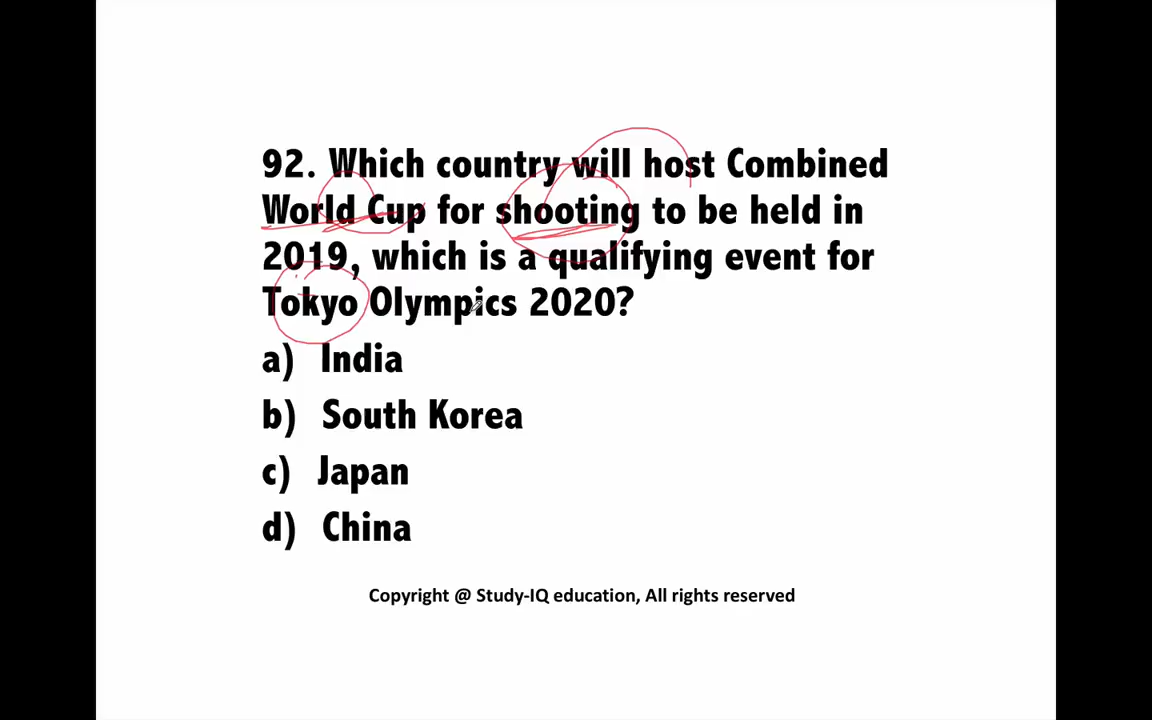 92. Which country will host Combined
World Cup for shooting to be held in
2019, which is a qualifying event for
Tokyo Olympics 2020?
a) India
b) South Korea
c) Japan
d) China
Copyright @ Study-IQ education, All rights reserved